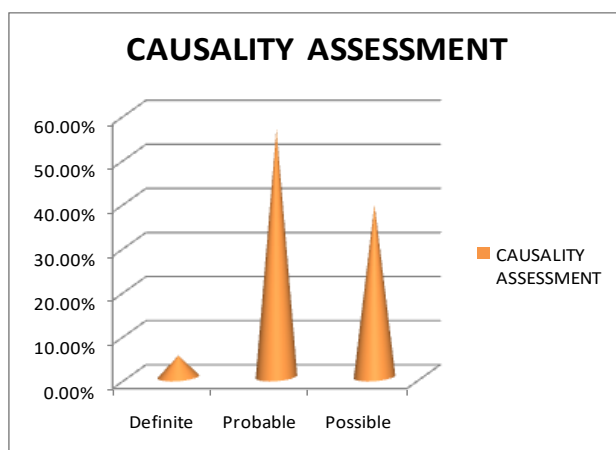 CAUSALITY ASSESSMENT
60.00%
50.00%
40.00%
30.00%
20.00%
10.00%
0.00%
Definite Probable Possible
CAUSALITY
ASSESSMENT